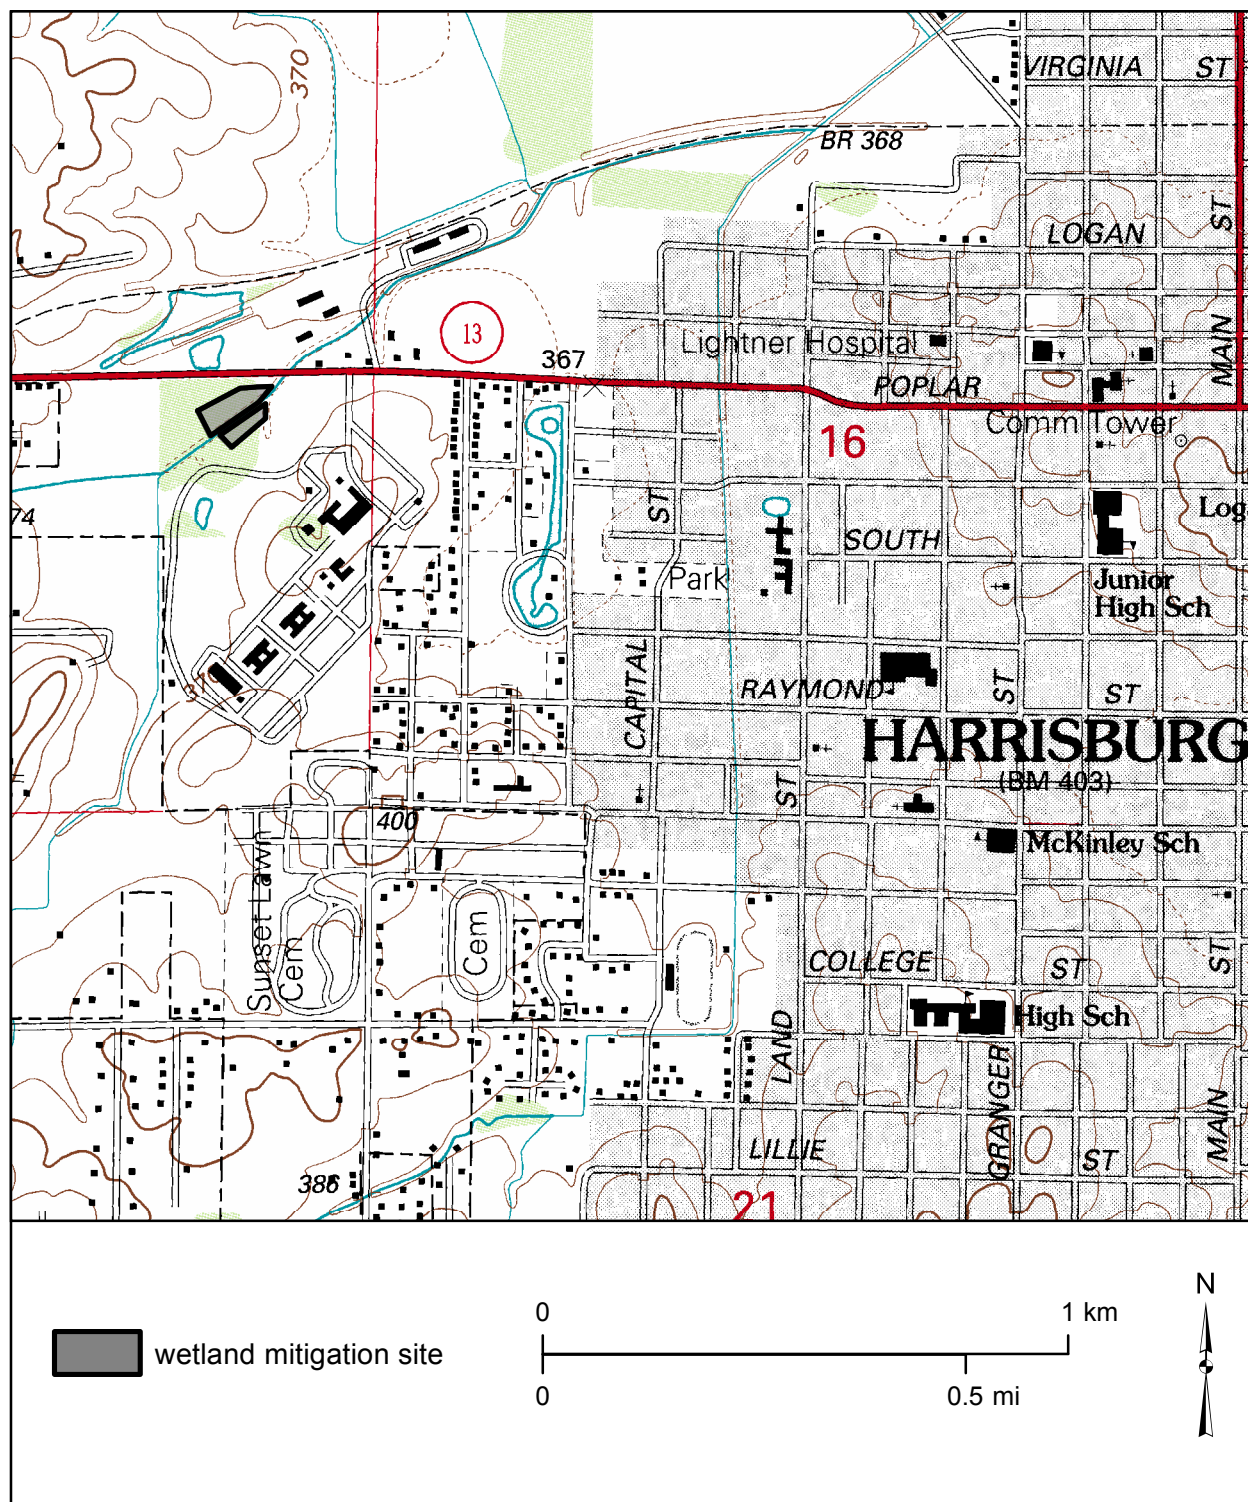 VIRGINIA ST
370
BR 368
LOGAN ST
13
367
Lightner Hospital
MAIN
POPLAR
Comm Tower
16
74
ST
Log
SOUTH
Park
Junior
High Sch
CAPITAL
RAYMOND
ST
ST
HARRISBURG
(BM 403)
ST
400
McKinley Sch
Sunset Lawn
Cem
Cem
COLLEGE ST
ST
High Sch
LAND
GRANGER
MAIN
LILLIE ST
386
21
N
0 1 km
wetland mitigation site
0 0.5 mi